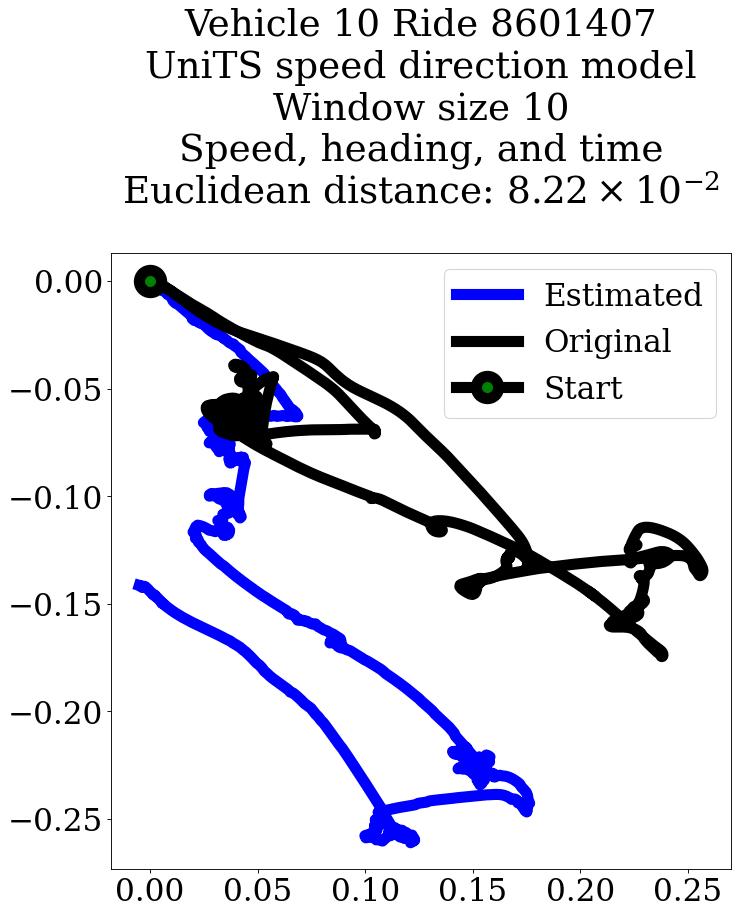 Vehicle 10 Ride 8601407
UniTS speed direction model
Window size 10
Speed, heading, and time
Euclidean distance: 8.22 × 10⁻²
Estimated
Original
Start
0.00
−0.05
−0.10
−0.15
−0.20
−0.25
0.00 0.05 0.10 0.15 0.20 0.25